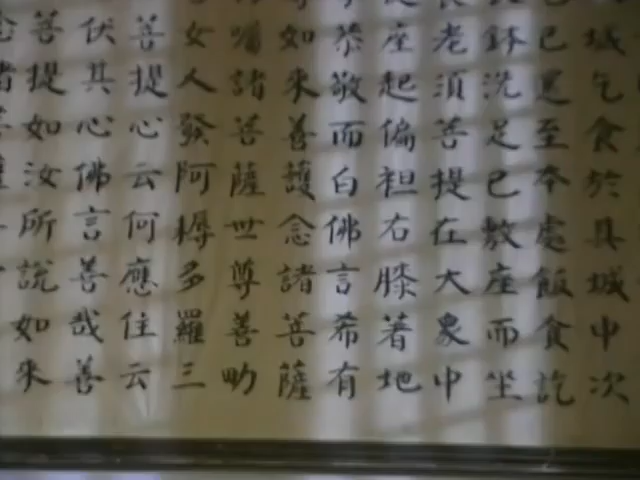 城乞食於其城中次
已還至本處飯食訖
鉢洗足已敷座而坐
老須菩提在大眾中
座起偏袒右膝著地
恭敬而白佛言希有
如來善護念諸菩薩
囑諸菩薩世尊善男
女人發阿耨多羅三
菩提心云何應住云
伏其心佛言善哉善
菩提如汝所說如來